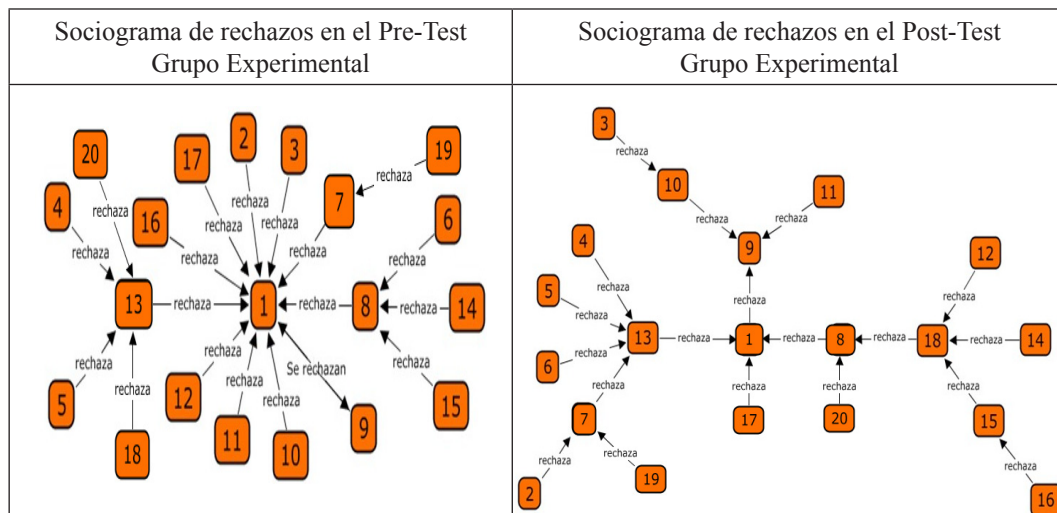 Sociograma de rechazos en el Pre-Test
Grupo Experimental
Sociograma de rechazos en el Post-Test
Grupo Experimental
2
3
19
20
17
rechaza
7
4
16
6
rechaza
rechaza
rechaza
rechaza
rechaza
rechaza
rechaza
rechaza
rechaza
13
rechaza
1
rechaza
8
rechaza
14
rechaza
rechaza
rechaza
Se rechazan
rechaza
rechaza
rechaza
5
12
15
18
11
10
9
3
rechaza
10
11
rechaza
rechaza
4
9
12
5
rechaza
rechaza
rechaza
rechaza
13
rechaza
1
rechaza
8
rechaza
18
rechaza
14
6
rechaza
rechaza
rechaza
rechaza
rechaza
7
17
20
15
rechaza
rechaza
rechaza
2
19
16